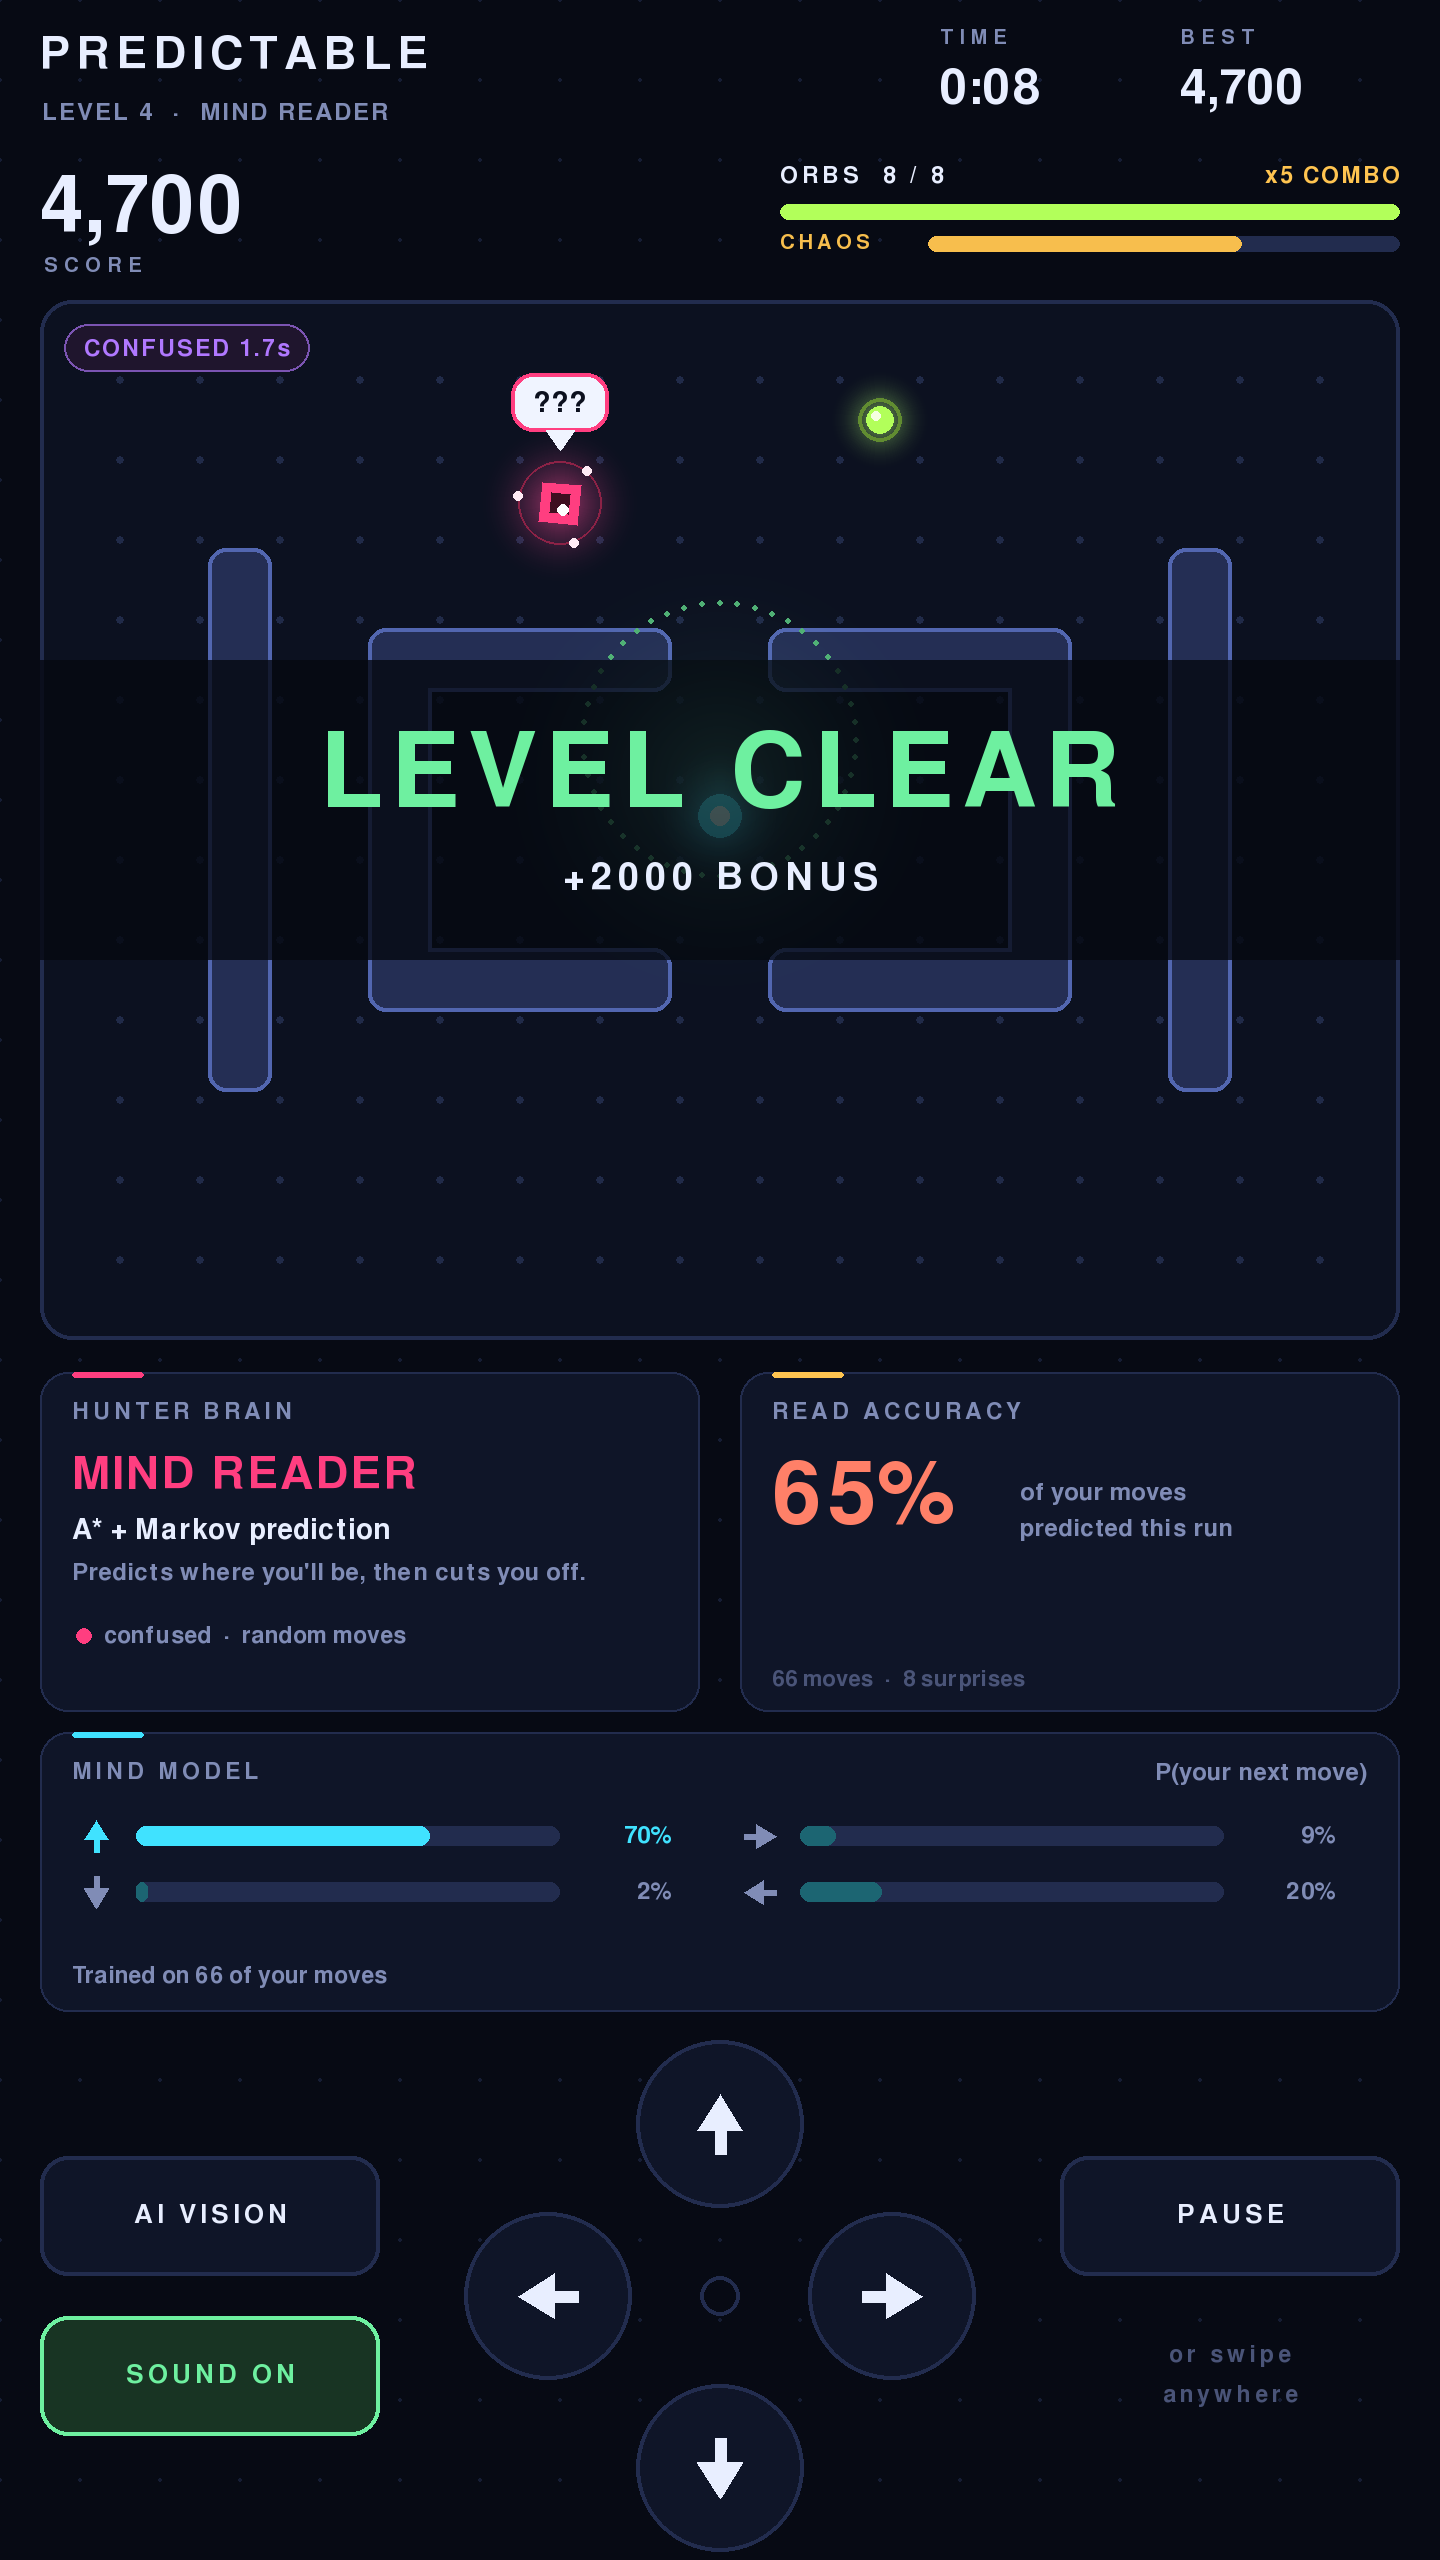 PREDICTABLE
LEVEL 4 · MIND READER
TIME
0:08
BEST
4,700
4,700
SCORE
ORBS 8 / 8
x5 COMBO
CHAOS
CONFUSED 1.7s
???
LEVEL CLEAR
+2000 BONUS
HUNTER BRAIN
MIND READER
A* + Markov prediction
Predicts where you'll be, then cuts you off.
confused · random moves
READ ACCURACY
65%
of your moves
predicted this run
66 moves · 8 surprises
MIND MODEL
P(your next move)
70%
9%
2%
20%
Trained on 66 of your moves
AI VISION
PAUSE
SOUND ON
or swipe
anywhere